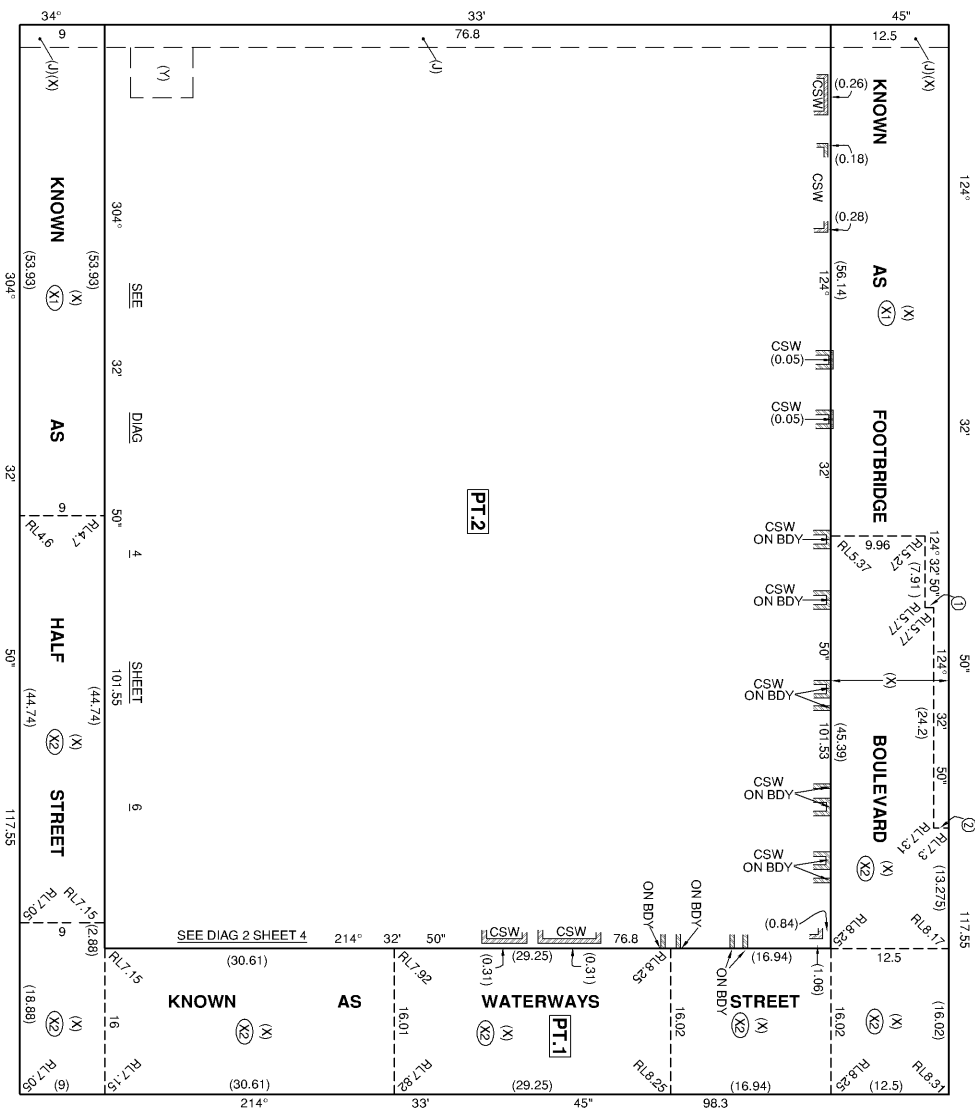 34° 33' 45"
9 76.8 12.5
(J)(X)
(J)
(J)(X)
(Y)
KNOWN AS FOOTBRIDGE BOULEVARD
(X)
X1
(X)
X2
(X)
124° 32' 50" 117.55
CSW
(0.26)
(0.18)
CSW
(0.28)
(56.14)
124° 32' 50" 101.53
(45.39)
CSW
(0.05)
CSW
(0.05)
CSW
ON BDY
CSW
ON BDY
CSW
ON BDY
CSW
ON BDY
CSW
ON BDY
9.96
RL5.37
RL5.27
124° 32' 50"
(7.91)
1
RL5.77
RL5.77
124° 32' 50"
(24.2)
2
RL7.31
RL7.3
(13.275)
RL8.25
RL8.17
12.5
(0.84)
(1.06)
PT.2
304° 32' 50" 101.55
SEE DIAG 4 SHEET 6
(53.93)
(44.74)
(2.88)
KNOWN AS HALF STREET
(X)
X1
(X)
X2
(53.93)
(44.74)
(18.88)
304° 32' 50" 117.55
9
RL4.6
RL4.7
RL7.05
RL7.15
9
SEE DIAG 2 SHEET 4
214° 32' 50" 76.8
(30.61)
(29.25)
(16.94)
CSW
CSW
(0.31)
(0.31)
ON BDY
ON BDY
ON BDY
RL7.15
RL7.92
RL8.25
KNOWN AS WATERWAYS STREET
PT.1
(X)
X2
(X)
X2
(X)
X2
(X)
X2
(X)
X2
16
16.01
16.02
16.02
(16.02)
RL7.05
RL7.15
RL7.82
RL8.25
RL8.25
RL8.31
(9) (30.61) (29.25) (16.94) (12.5)
214° 33' 45" 98.3